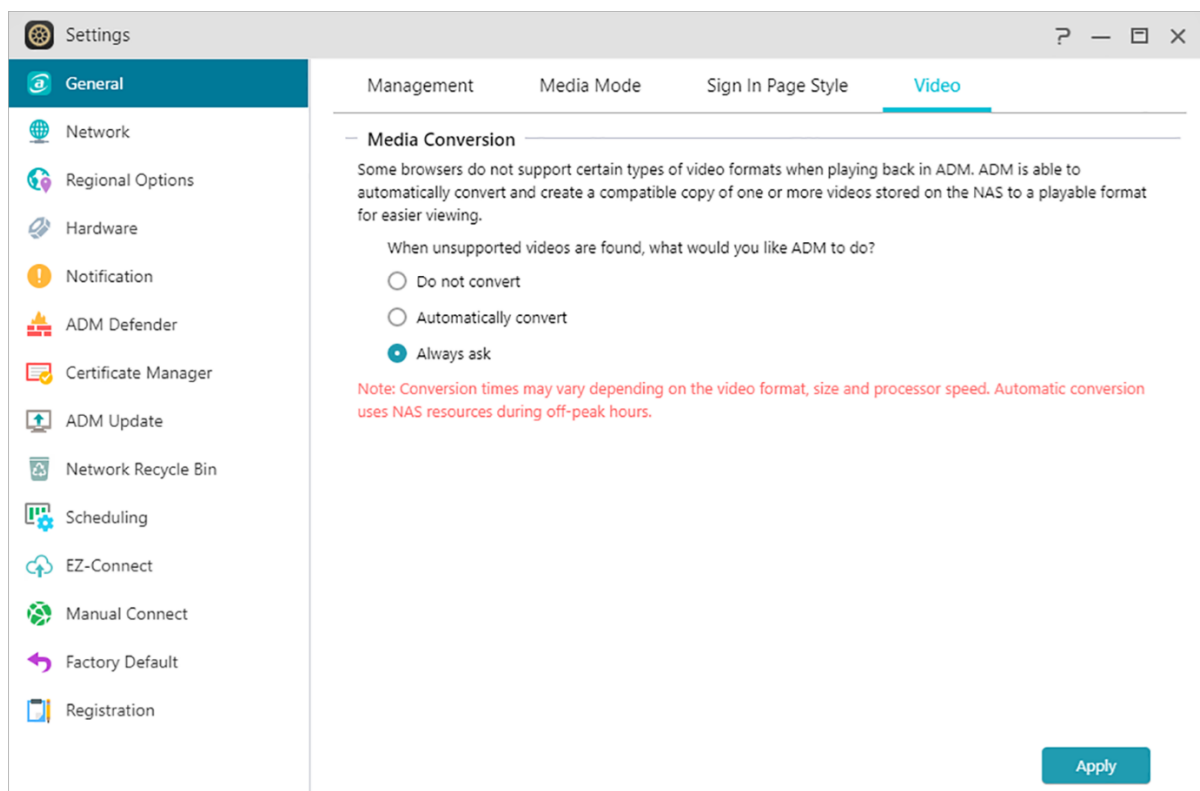 Settings
General
Network
Regional Options
Hardware
Notification
ADM Defender
Certificate Manager
ADM Update
Network Recycle Bin
Scheduling
EZ-Connect
Manual Connect
Factory Default
Registration
Management
Media Mode
Sign In Page Style
Video
Media Conversion
Some browsers do not support certain types of video formats when playing back in ADM. ADM is able to
automatically convert and create a compatible copy of one or more videos stored on the NAS to a playable format
for easier viewing.
When unsupported videos are found, what would you like ADM to do?
Do not convert
Automatically convert
Always ask
Note: Conversion times may vary depending on the video format, size and processor speed. Automatic conversion
uses NAS resources during off-peak hours.
Apply